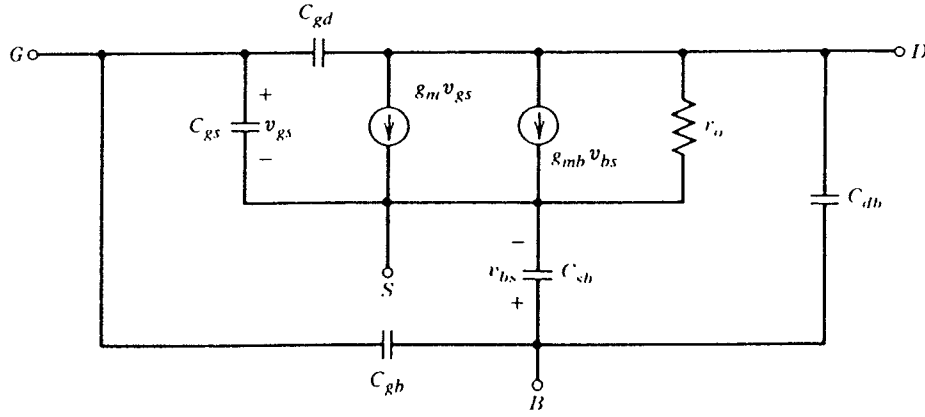 C_gd
G
D
g_m v_gs
+
C_gs v_gs
−
g_mb v_bs
r_o
C_db
−
v_bs C_sb
+
S
C_gb
B